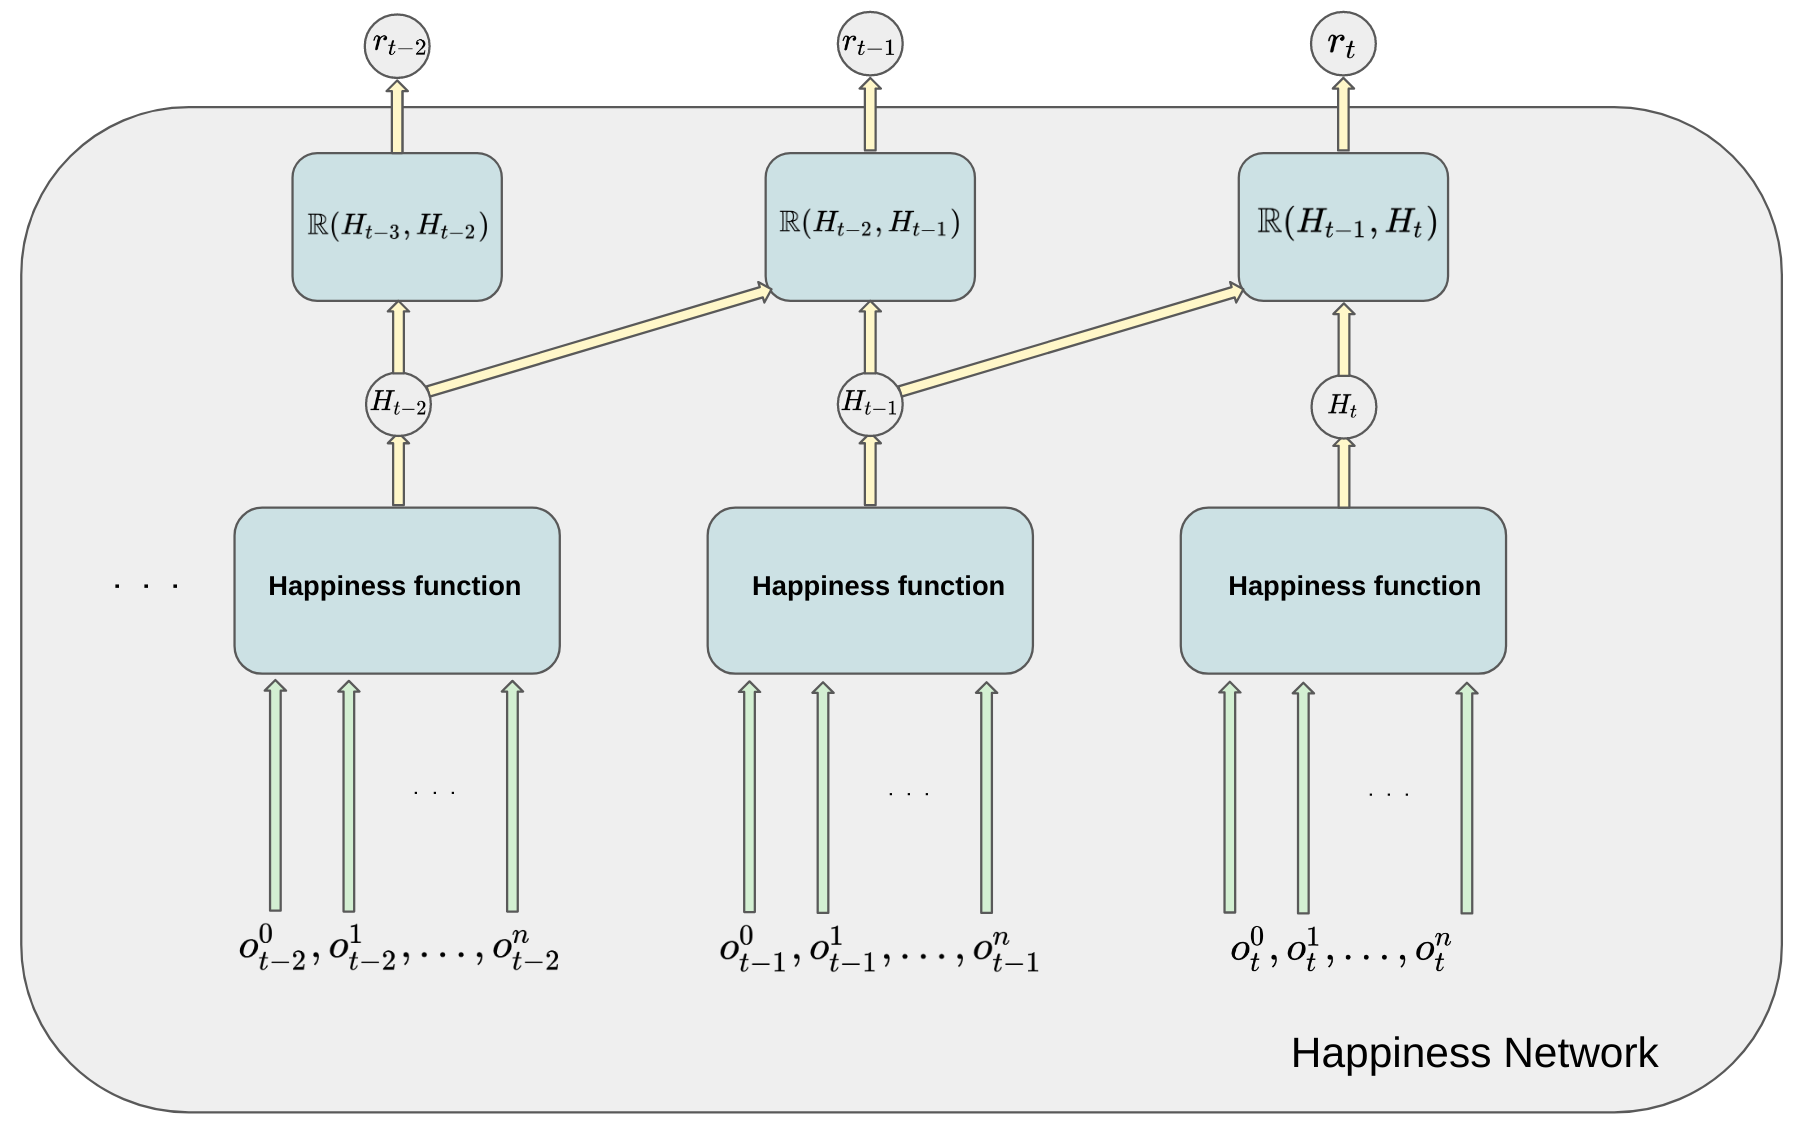 r_{t-2} r_{t-1} r_t
ℝ(H_{t-3}, H_{t-2}) ℝ(H_{t-2}, H_{t-1}) ℝ(H_{t-1}, H_t)
H_{t-2} H_{t-1} H_t
. . . Happiness function Happiness function Happiness function
. . . . . . . . .
o^0_{t-2}, o^1_{t-2}, . . . , o^n_{t-2} o^0_{t-1}, o^1_{t-1}, . . . , o^n_{t-1} o^0_t, o^1_t, . . . , o^n_t
Happiness Network